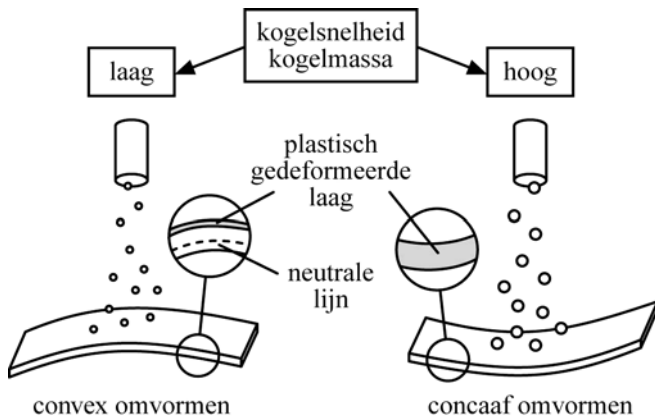 kogelsnelheid
kogelmassa
laag
hoog
plastisch
gedeformeerde
laag
neutrale
lijn
convex omvormen
concaaf omvormen